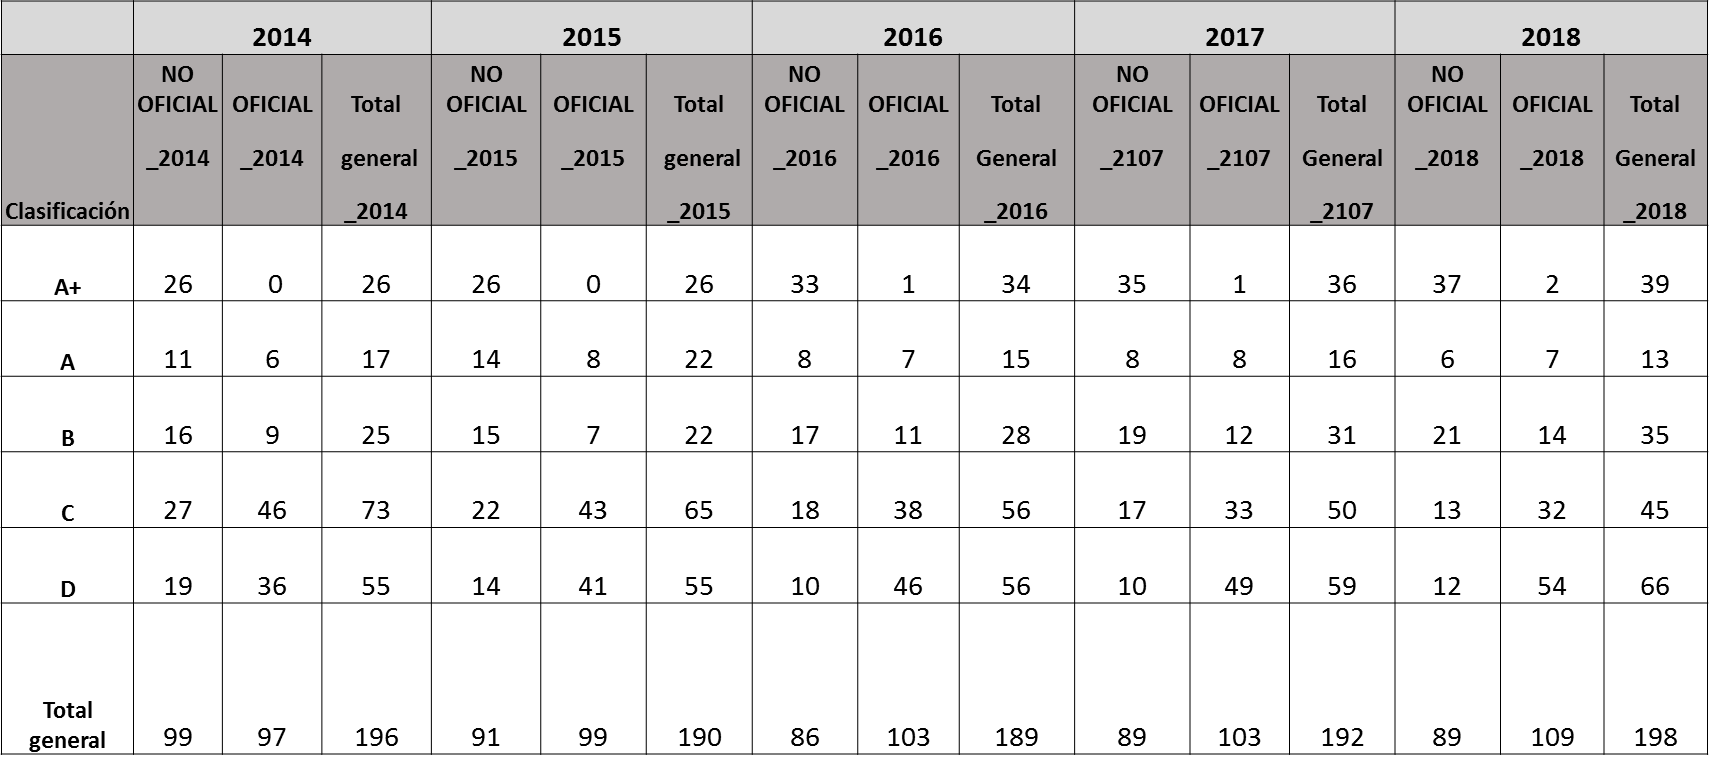 2014 2015 2016 2017 2018
Clasificación NO OFICIAL _2014 OFICIAL _2014 Total general _2014 NO OFICIAL _2015 OFICIAL _2015 Total general _2015 NO OFICIAL _2016 OFICIAL _2016 Total General _2016 NO OFICIAL _2107 OFICIAL _2107 Total General _2107 NO OFICIAL _2018 OFICIAL _2018 Total General _2018
A+ 26 0 26 26 0 26 33 1 34 35 1 36 37 2 39
A 11 6 17 14 8 22 8 7 15 8 8 16 6 7 13
B 16 9 25 15 7 22 17 11 28 19 12 31 21 14 35
C 27 46 73 22 43 65 18 38 56 17 33 50 13 32 45
D 19 36 55 14 41 55 10 46 56 10 49 59 12 54 66
Total general 99 97 196 91 99 190 86 103 189 89 103 192 89 109 198